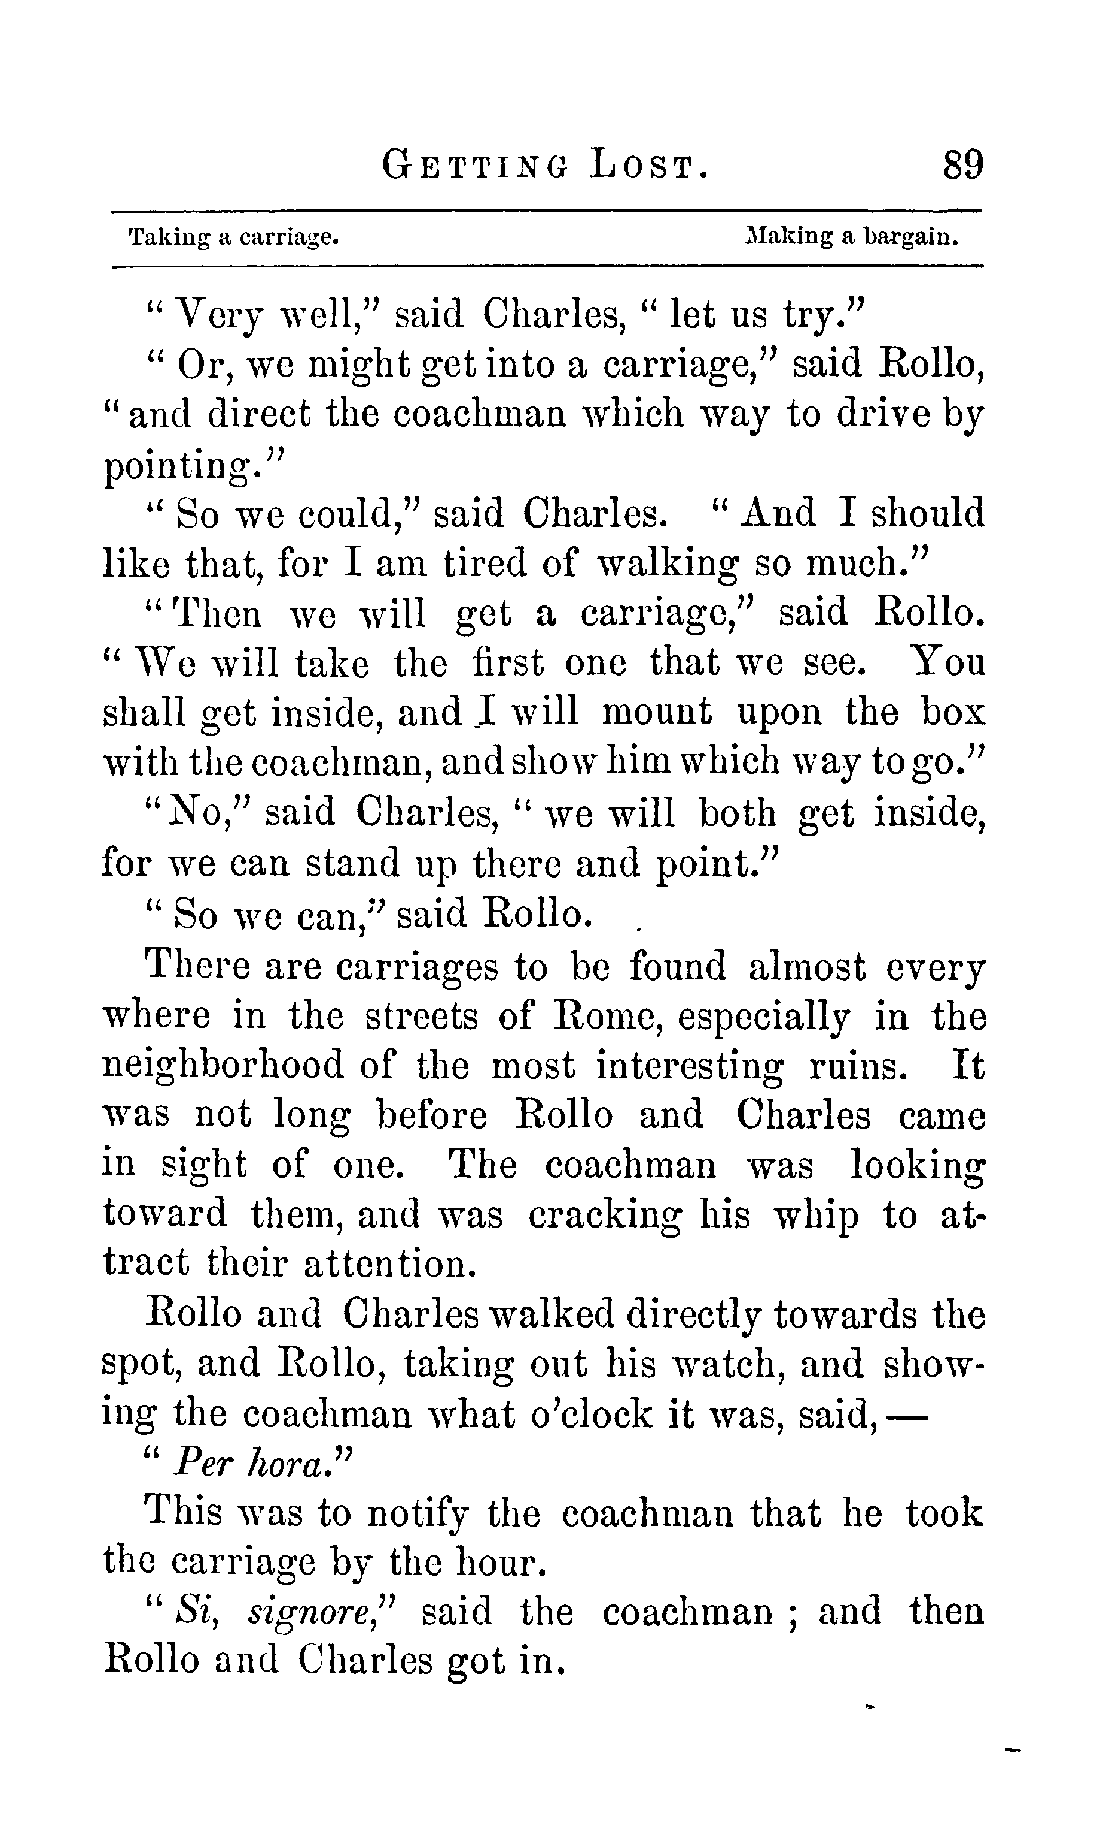 GETTING LOST. 89
Taking a carriage. Making a bargain.
“ Very well,” said Charles, “ let us try.”
“ Or, we might get into a carriage,” said Rollo,
“ and direct the coachman which way to drive by
pointing.”
“ So we could,” said Charles. “ And I should
like that, for I am tired of walking so much.”
“ Then we will get a carriage,” said Rollo.
“ We will take the first one that we see. You
shall get inside, and I will mount upon the box
with the coachman, and show him which way to go.”
“ No,” said Charles, “ we will both get inside,
for we can stand up there and point.”
“ So we can,” said Rollo.
There are carriages to be found almost every
where in the streets of Rome, especially in the
neighborhood of the most interesting ruins. It
was not long before Rollo and Charles came
in sight of one. The coachman was looking
toward them, and was cracking his whip to at-
tract their attention.
Rollo and Charles walked directly towards the
spot, and Rollo, taking out his watch, and show-
ing the coachman what o’clock it was, said,—
“ Per hora.”
This was to notify the coachman that he took
the carriage by the hour.
“ Si, signore,” said the coachman ; and then
Rollo and Charles got in.